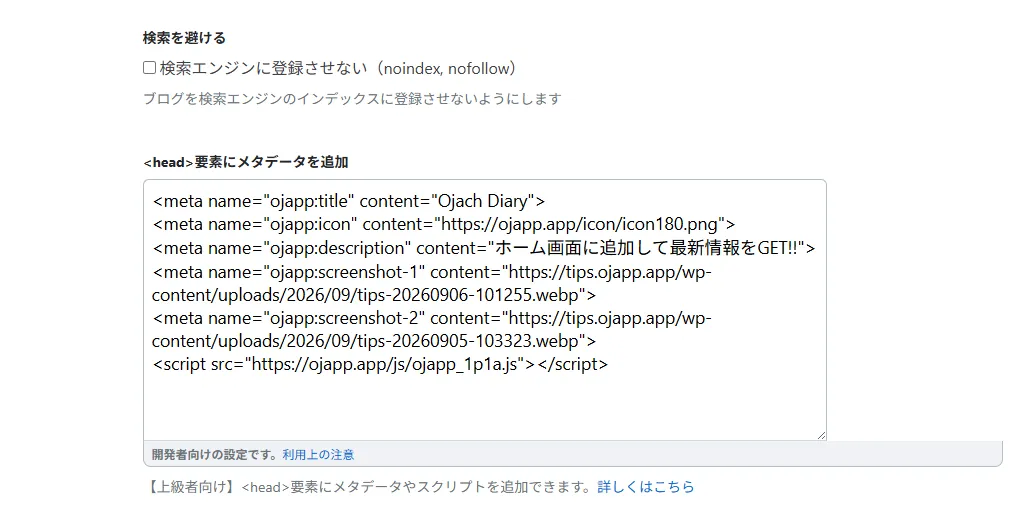 検索を避ける
検索エンジンに登録させない（noindex, nofollow）
ブログを検索エンジンのインデックスに登録させないようにします
<head>要素にメタデータを追加
<meta name="ojapp:title" content="Ojach Diary">
<meta name="ojapp:icon" content="https://ojapp.app/icon/icon180.png">
<meta name="ojapp:description" content="ホーム画面に追加して最新情報をGET!!">
<meta name="ojapp:screenshot-1" content="https://tips.ojapp.app/wp-
content/uploads/2026/09/tips-20260906-101255.webp">
<meta name="ojapp:screenshot-2" content="https://tips.ojapp.app/wp-
content/uploads/2026/09/tips-20260905-103323.webp">
<script src="https://ojapp.app/js/ojapp_1p1a.js"></script>
開発者向けの設定です。利用上の注意
【上級者向け】<head>要素にメタデータやスクリプトを追加できます。詳しくはこちら